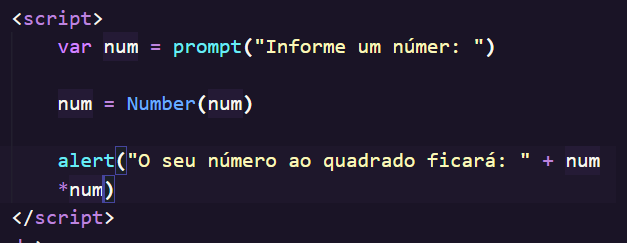 <script>
var num = prompt("Informe um númer: ")
num = Number(num)
alert("O seu número ao quadrado ficará: " + num
*num)
</script>